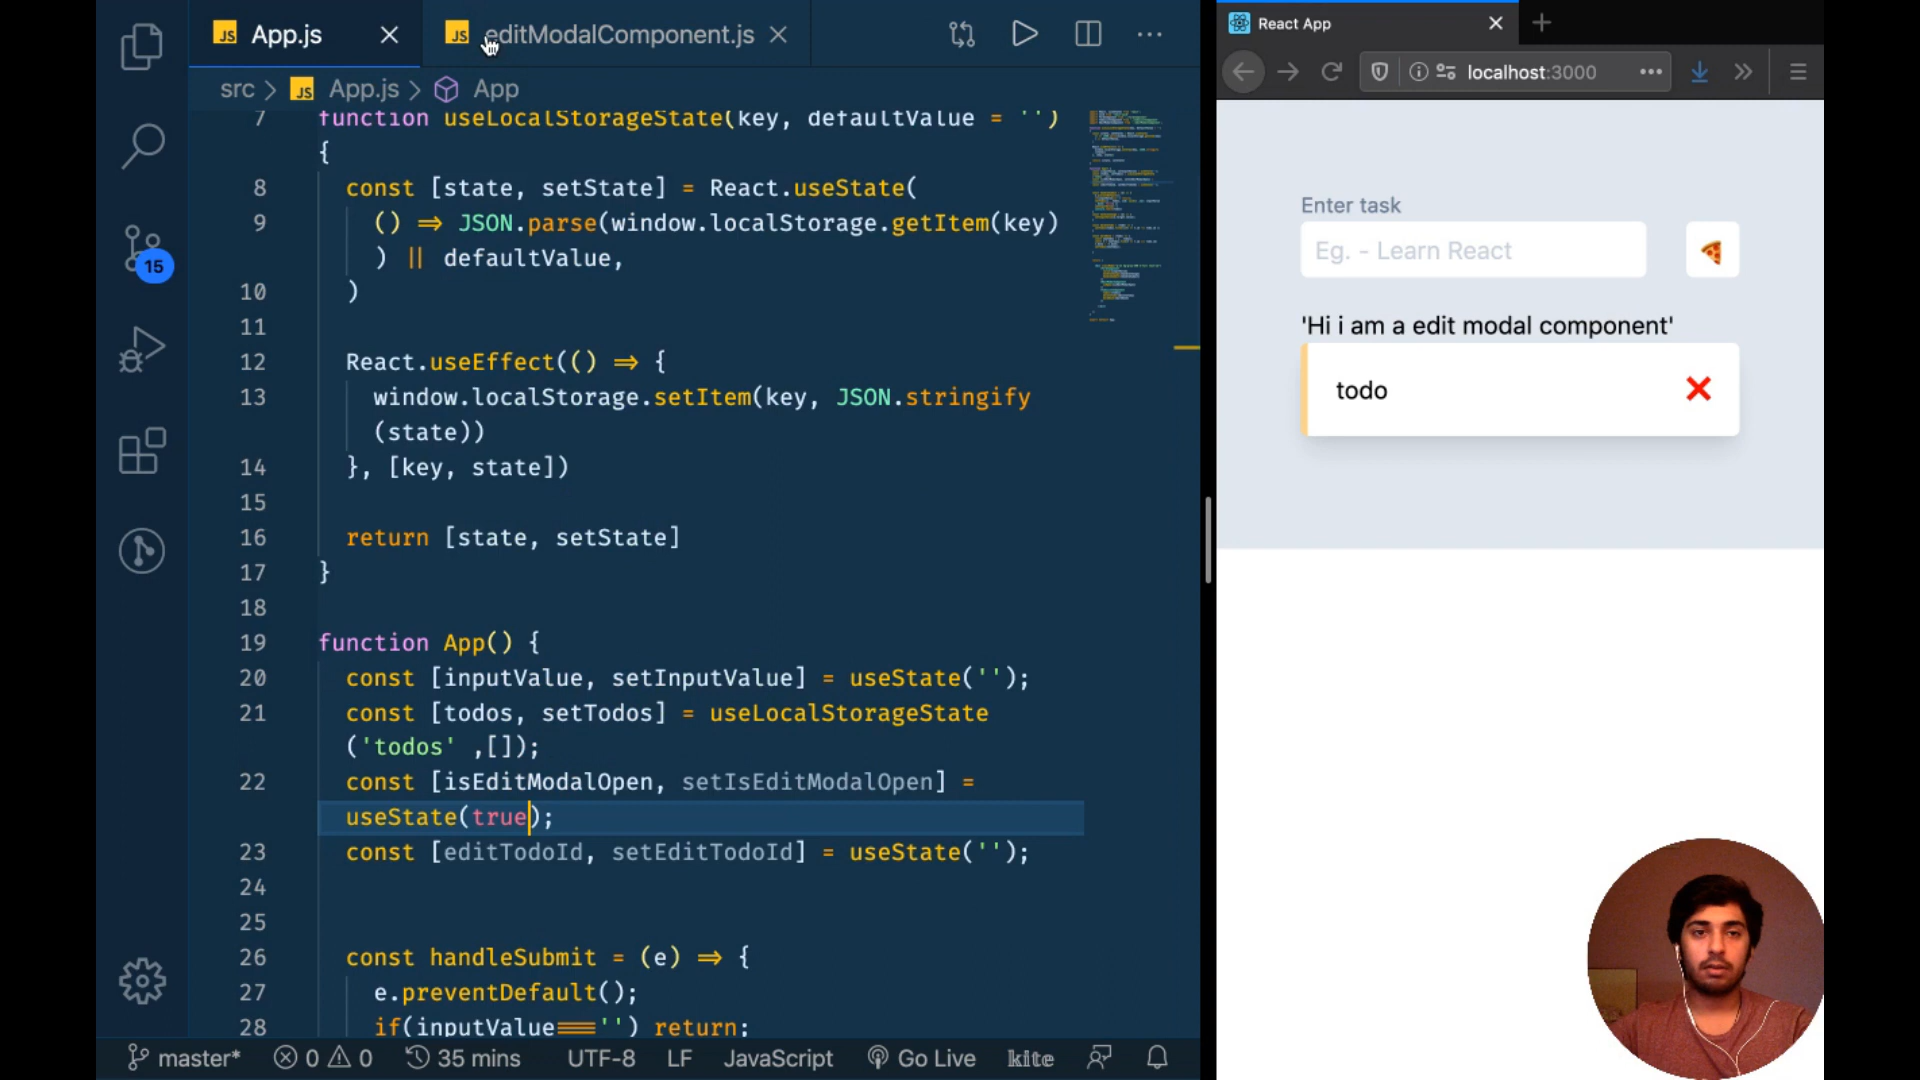 JS App.js
JS editModalComponent.js
src > JS App.js > App
7 function useLocalStorageState(key, defaultValue = '')
{
8 const [state, setState] = React.useState(
9 () => JSON.parse(window.localStorage.getItem(key)
) || defaultValue,
10 )
11
12 React.useEffect(() => {
13 window.localStorage.setItem(key, JSON.stringify
(state))
14 }, [key, state])
15
16 return [state, setState]
17 }
18
19 function App() {
20 const [inputValue, setInputValue] = useState('');
21 const [todos, setTodos] = useLocalStorageState
('todos' ,[]);
22 const [isEditModalOpen, setIsEditModalOpen] =
useState(true);
23 const [editTodoId, setEditTodoId] = useState('');
24
25
26 const handleSubmit = (e) => {
27 e.preventDefault();
28 if(inputValue==='') return;
15
master* 0 0 35 mins UTF-8 LF JavaScript Go Live kite
React App
localhost:3000
Enter task
Eg. - Learn React
'Hi i am a edit modal component'
todo